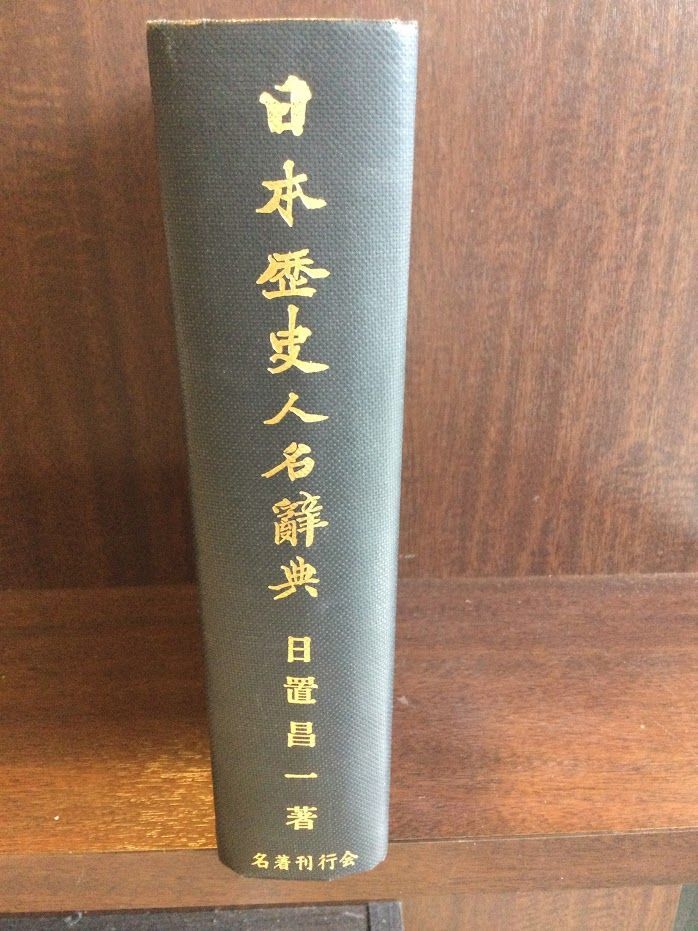 日本歴史人名辭典
日置昌一著
名著刊行会